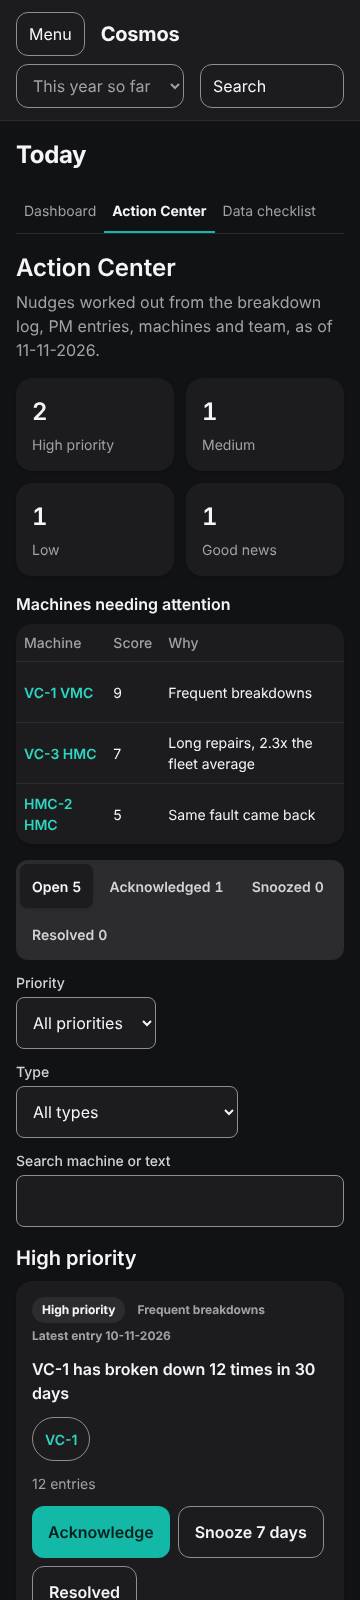 Menu
Cosmos
This year so far
Search
Today
Dashboard
Action Center
Data checklist
Action Center
Nudges worked out from the breakdown
log, PM entries, machines and team, as of
11-11-2026.
2
High priority
1
Medium
1
Low
1
Good news
Machines needing attention
Machine Score Why
VC-1 VMC 9 Frequent breakdowns
VC-3 HMC 7 Long repairs, 2.3x the
fleet average
HMC-2
HMC 5 Same fault came back
Open 5
Acknowledged 1
Snoozed 0
Resolved 0
Priority
All priorities
Type
All types
Search machine or text
High priority
High priority
Frequent breakdowns
Latest entry 10-11-2026
VC-1 has broken down 12 times in 30
days
VC-1
12 entries
Acknowledge
Snooze 7 days
Resolved